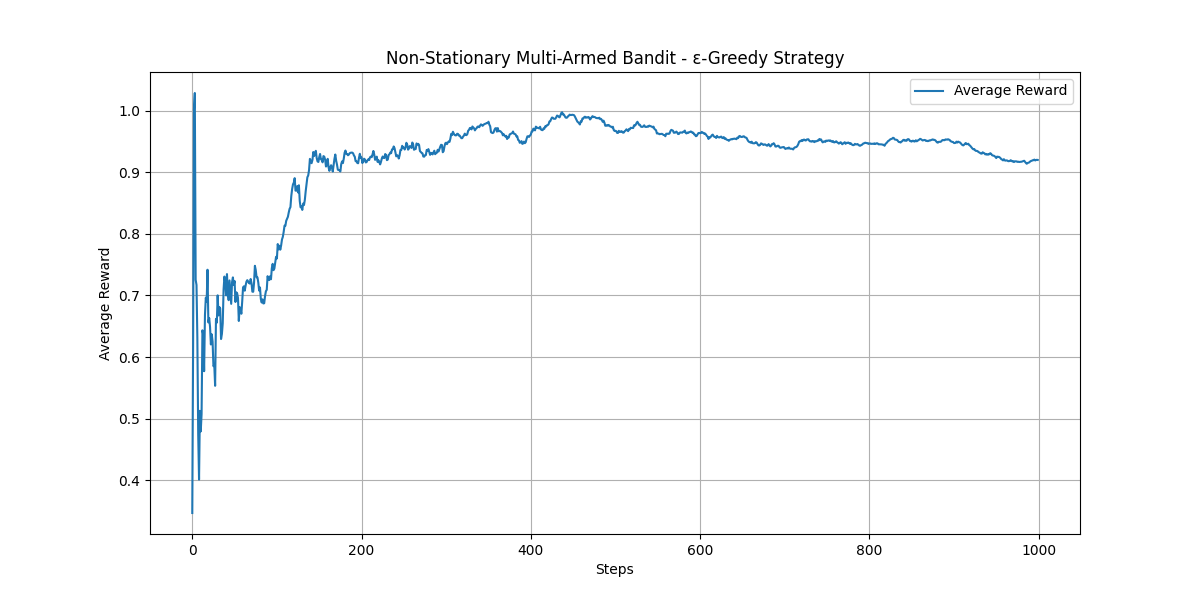 Non-Stationary Multi-Armed Bandit - ε-Greedy Strategy
Average Reward
1.0
0.9
0.8
0.7
0.6
0.5
0.4
Average Reward
0 200 400 600 800 1000
Steps